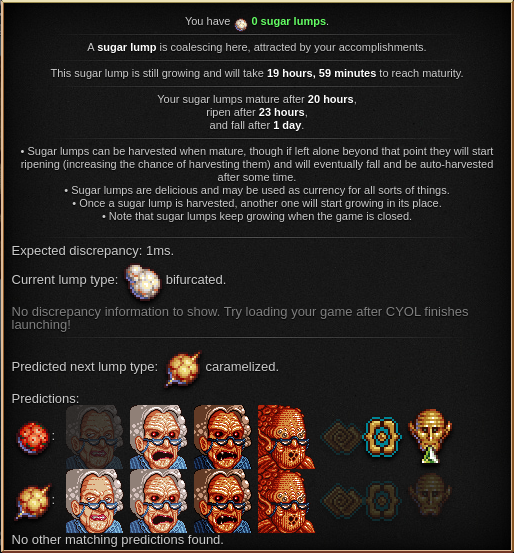 You have 0 sugar lumps.
A sugar lump is coalescing here, attracted by your accomplishments.
This sugar lump is still growing and will take 19 hours, 59 minutes to reach maturity.
Your sugar lumps mature after 20 hours,
ripen after 23 hours,
and fall after 1 day.
• Sugar lumps can be harvested when mature, though if left alone beyond that point they will start
ripening (increasing the chance of harvesting them) and will eventually fall and be auto-harvested
after some time.
• Sugar lumps are delicious and may be used as currency for all sorts of things.
• Once a sugar lump is harvested, another one will start growing in its place.
• Note that sugar lumps keep growing when the game is closed.
Expected discrepancy: 1ms.
Current lump type: bifurcated.
No discrepancy information to show. Try loading your game after CYOL finishes
launching!
Predicted next lump type: caramelized.
Predictions:
:
:
No other matching predictions found.